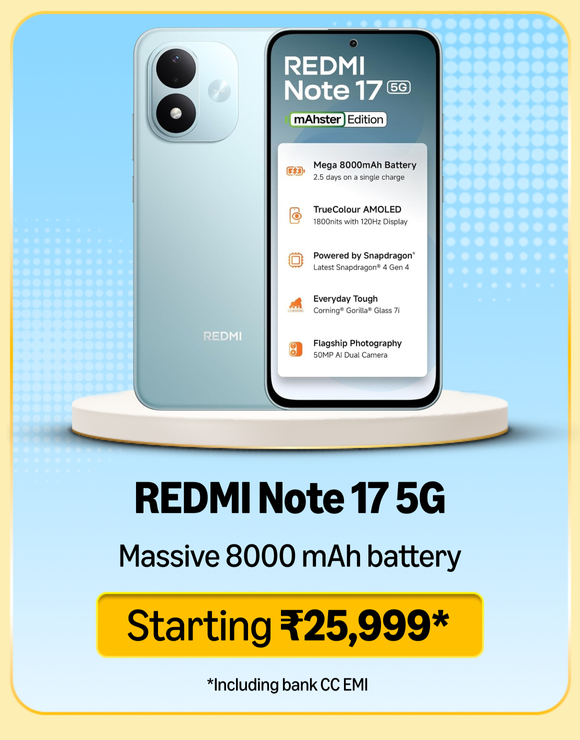 REDMI
Note 17 5G
mAhster Edition
Mega 8000mAh Battery
2.5 days on a single charge
TrueColour AMOLED
1800nits with 120Hz Display
Powered by Snapdragon®
Latest Snapdragon® 4 Gen 4
Everyday Tough
Corning® Gorilla® Glass 7i
Flagship Photography
50MP AI Dual Camera
REDMI
REDMI Note 17 5G
Massive 8000 mAh battery
Starting ₹25,999*
*Including bank CC EMI